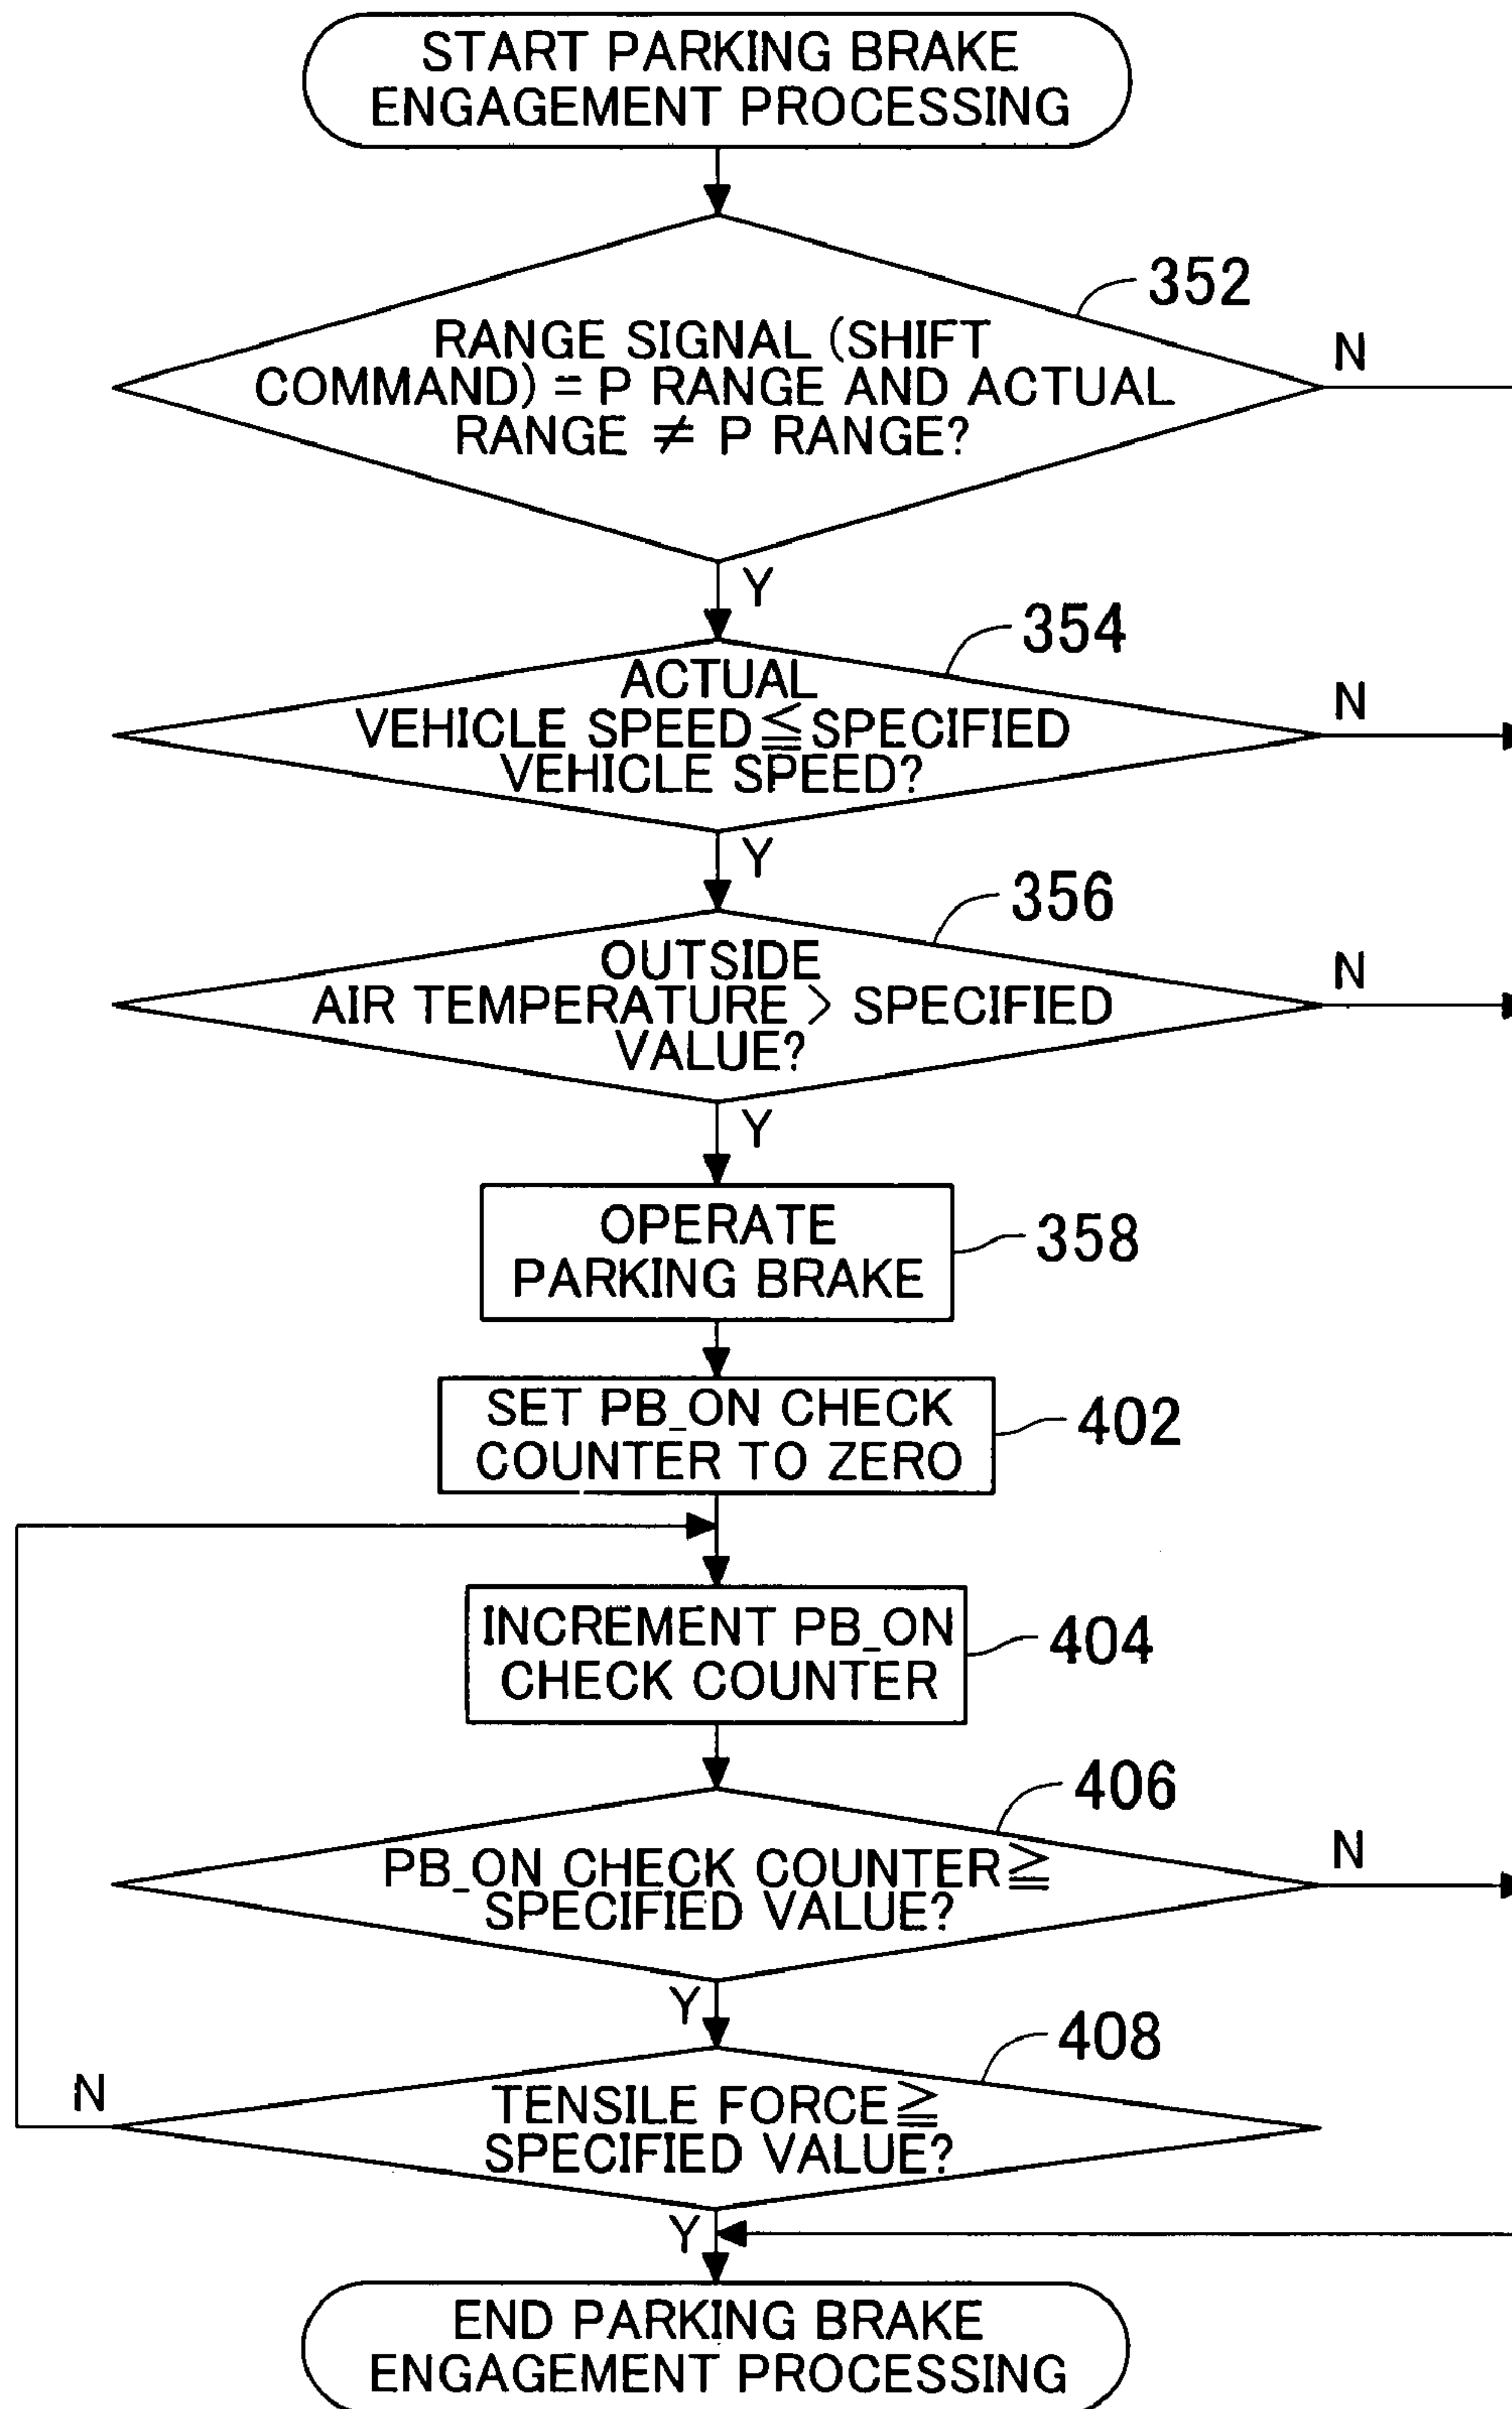 START PARKING BRAKE
ENGAGEMENT PROCESSING
352
RANGE SIGNAL (SHIFT
COMMAND) = P RANGE AND ACTUAL
RANGE ≠ P RANGE?
N
Y
354
ACTUAL
VEHICLE SPEED≦SPECIFIED
VEHICLE SPEED?
N
Y
356
OUTSIDE
AIR TEMPERATURE > SPECIFIED
VALUE?
N
Y
OPERATE
PARKING BRAKE
358
SET PB_ON CHECK
COUNTER TO ZERO
402
INCREMENT PB_ON
CHECK COUNTER
404
406
PB_ON CHECK COUNTER≧
SPECIFIED VALUE?
N
Y
408
N
TENSILE FORCE≧
SPECIFIED VALUE?
Y
END PARKING BRAKE
ENGAGEMENT PROCESSING